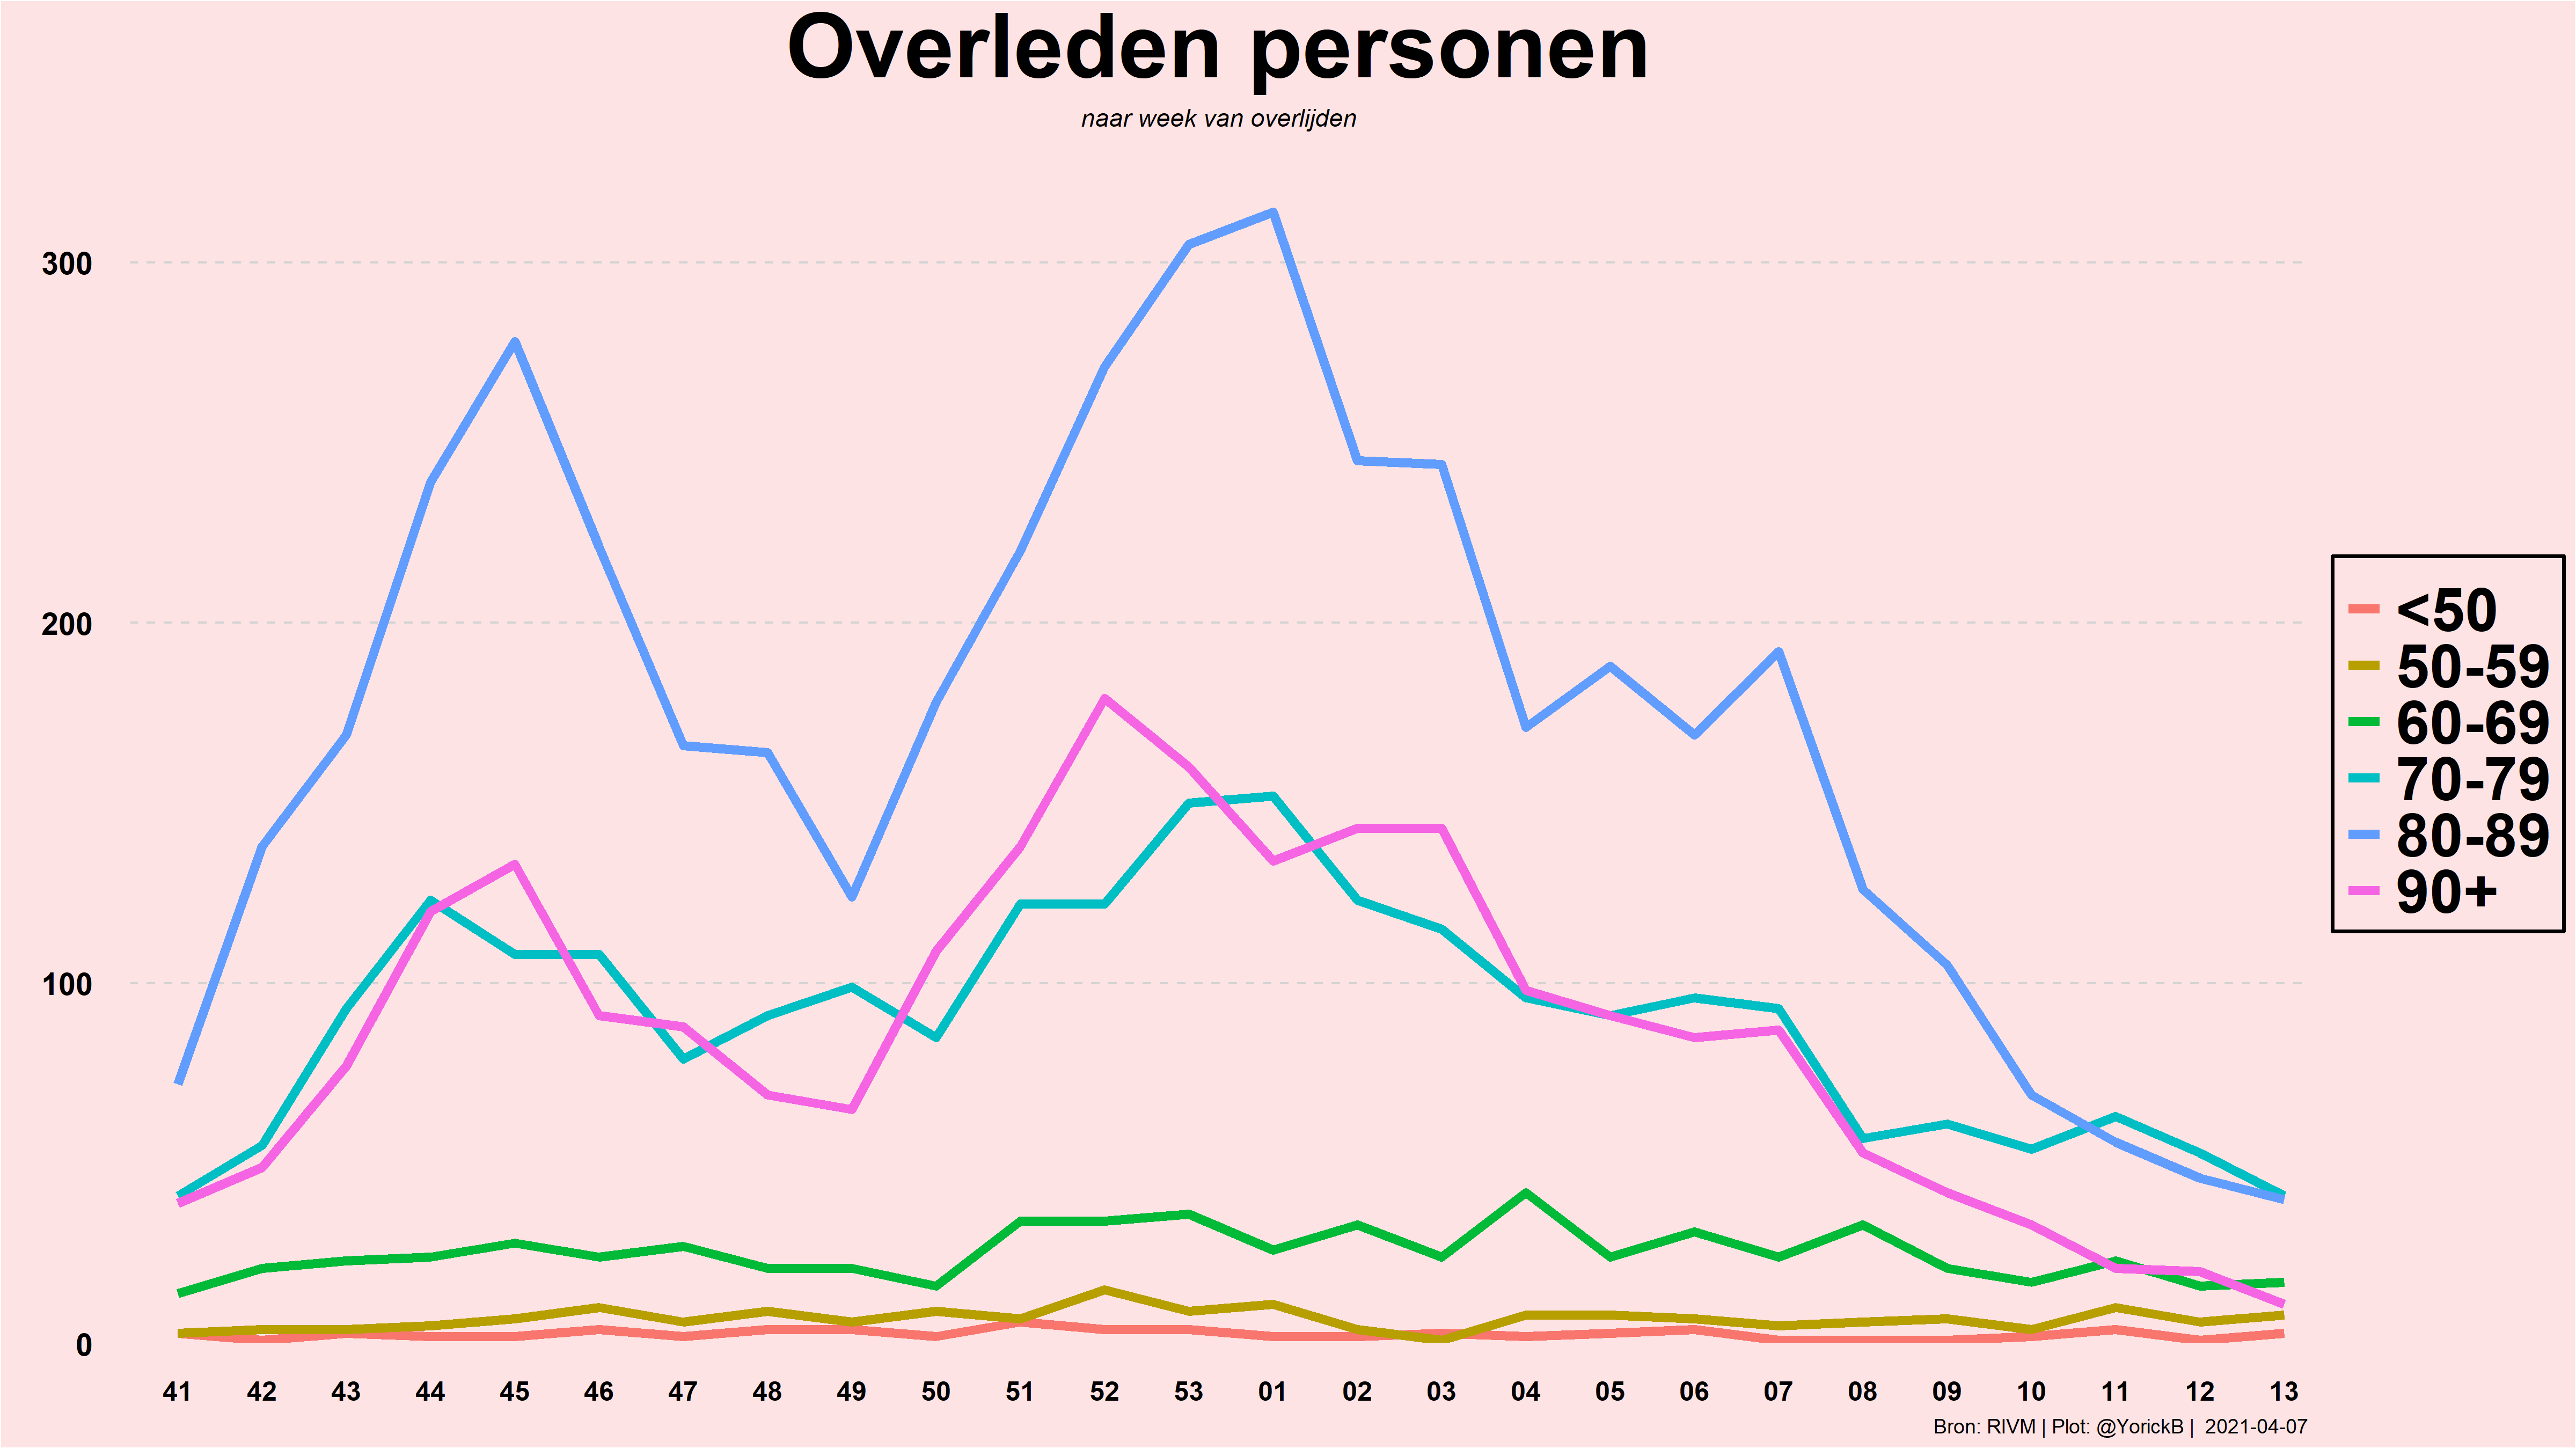 Overleden personen
naar week van overlijden
300
200
100
0
<50
50-59
60-69
70-79
80-89
90+
41 42 43 44 45 46 47 48 49 50 51 52 53 01 02 03 04 05 06 07 08 09 10 11 12 13
Bron: RIVM | Plot: @YorickB | 2021-04-07